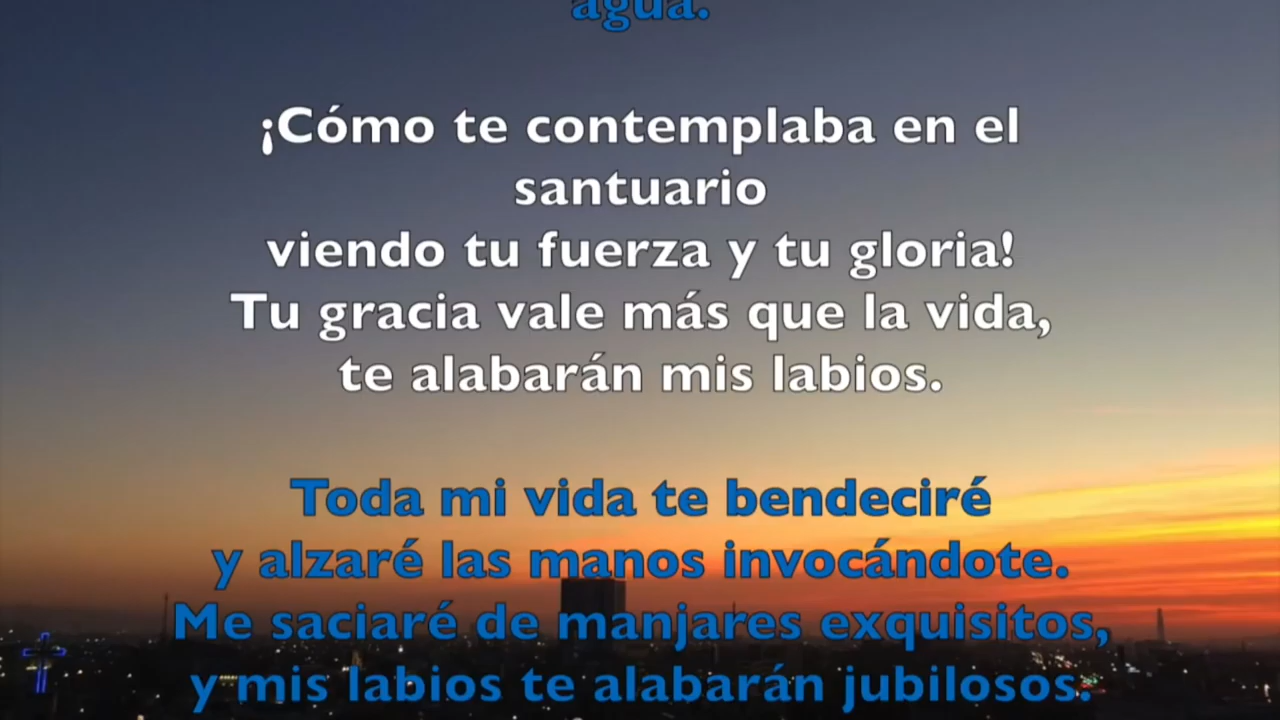 agua.
¡Cómo te contemplaba en el
santuario
viendo tu fuerza y tu gloria!
Tu gracia vale más que la vida,
te alabarán mis labios.
Toda mi vida te bendeciré
y alzaré las manos invocándote.
Me saciaré de manjares exquisitos,
y mis labios te alabarán jubilosos.